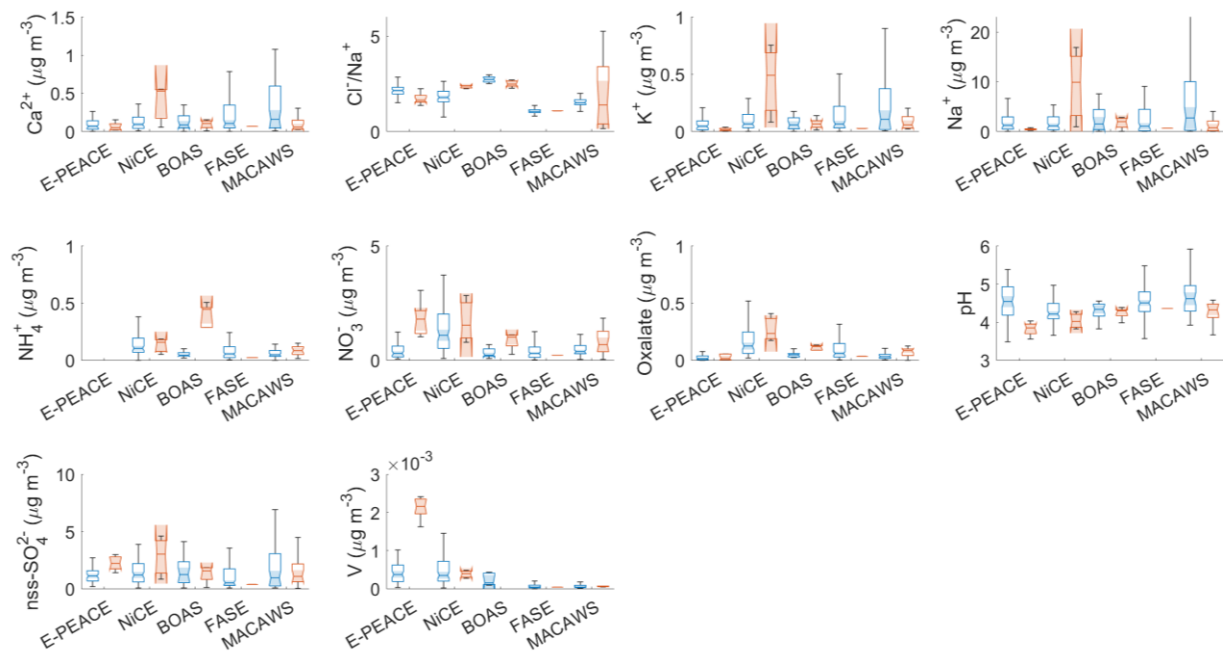 Ca²⁺ (μg m⁻³)
1.5
1
0.5
0
E-PEACE
NiCE
BOAS
FASE
MACAWS
Cl⁻/Na⁺
5
0
E-PEACE
NiCE
BOAS
FASE
MACAWS
K⁺ (μg m⁻³)
1
0.5
0
E-PEACE
NiCE
BOAS
FASE
MACAWS
Na⁺ (μg m⁻³)
20
10
0
E-PEACE
NiCE
BOAS
FASE
MACAWS
NH₄⁺ (μg m⁻³)
1
0.5
0
E-PEACE
NiCE
BOAS
FASE
MACAWS
NO₃⁻ (μg m⁻³)
5
0
E-PEACE
NiCE
BOAS
FASE
MACAWS
Oxalate (μg m⁻³)
1
0.5
0
E-PEACE
NiCE
BOAS
FASE
MACAWS
pH
6
5
4
3
E-PEACE
NiCE
BOAS
FASE
MACAWS
nss-SO₄²⁻ (μg m⁻³)
10
5
0
E-PEACE
NiCE
BOAS
FASE
MACAWS
V (μg m⁻³)
×10⁻³
3
2
1
0
E-PEACE
NiCE
BOAS
FASE
MACAWS